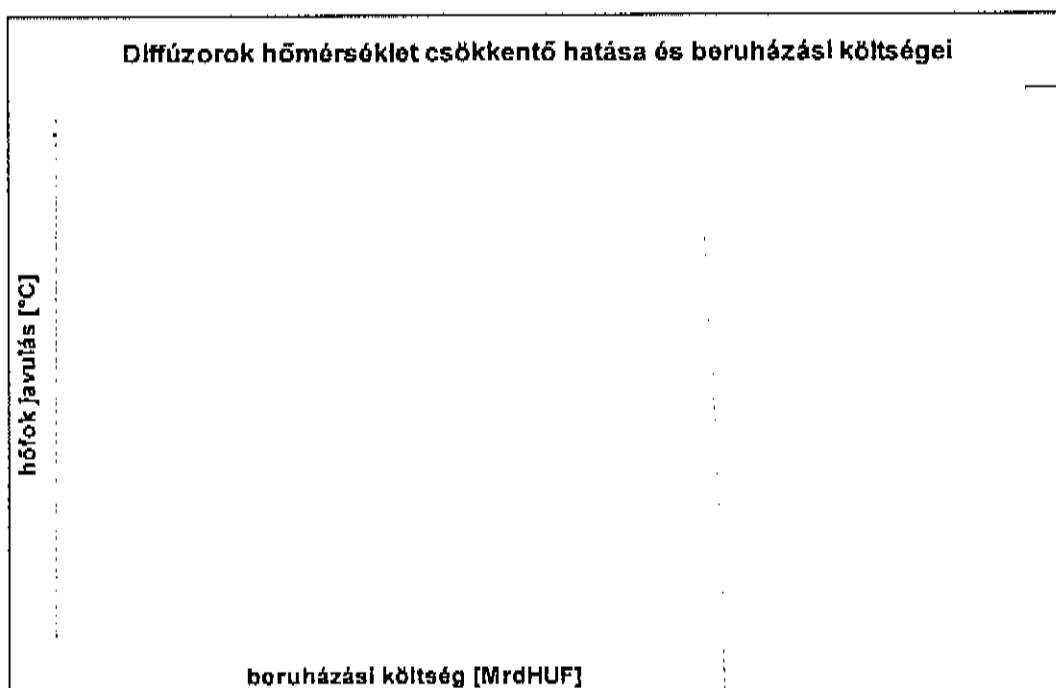 Diffúzorok hőmérséklet csökkentő hatása és beruházási költségei
hőfok javulás [°C]
beruházási költség [MrdHUF]